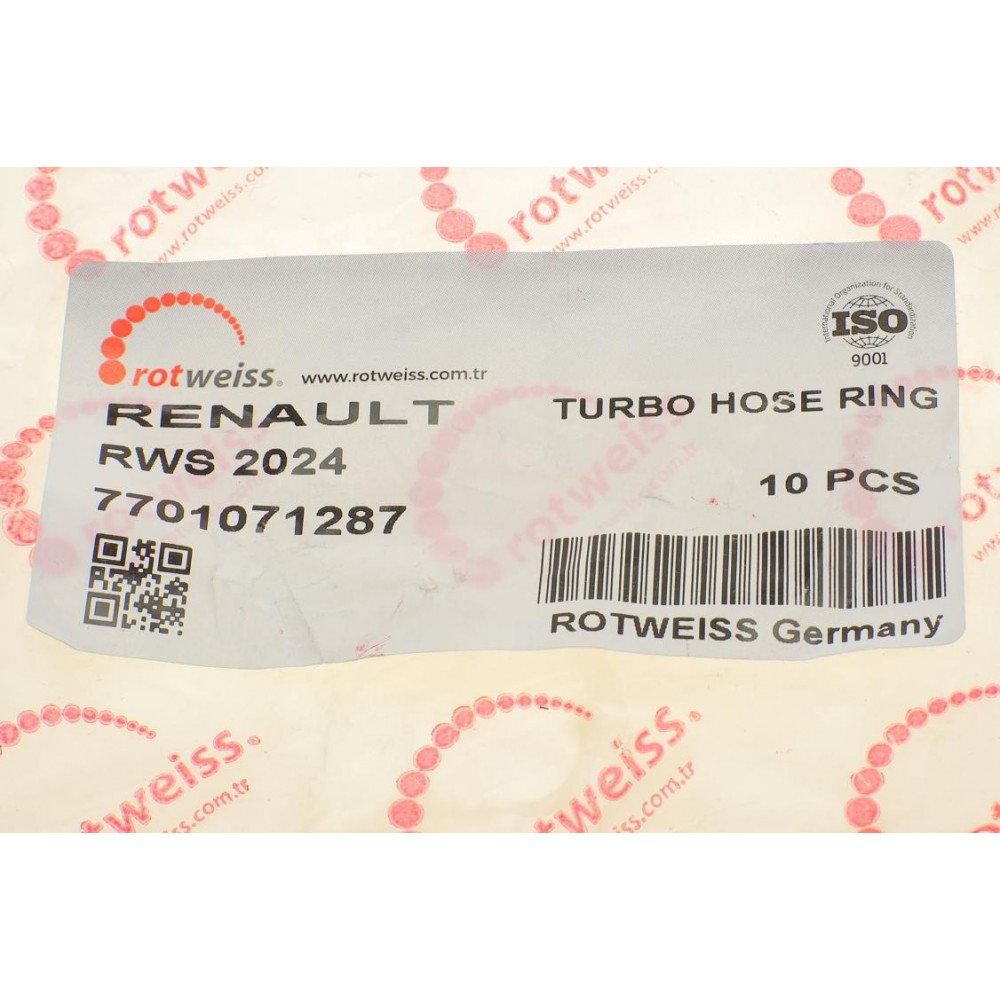 rotweiss.
www.rotweiss.com.tr
International Organization for Standardization
ISO
9001
RENAULT
TURBO HOSE RING
RWS 2024
10 PCS
7701071287
ROTWEISS Germany
rotweiss.
www.rotweiss.com.tr